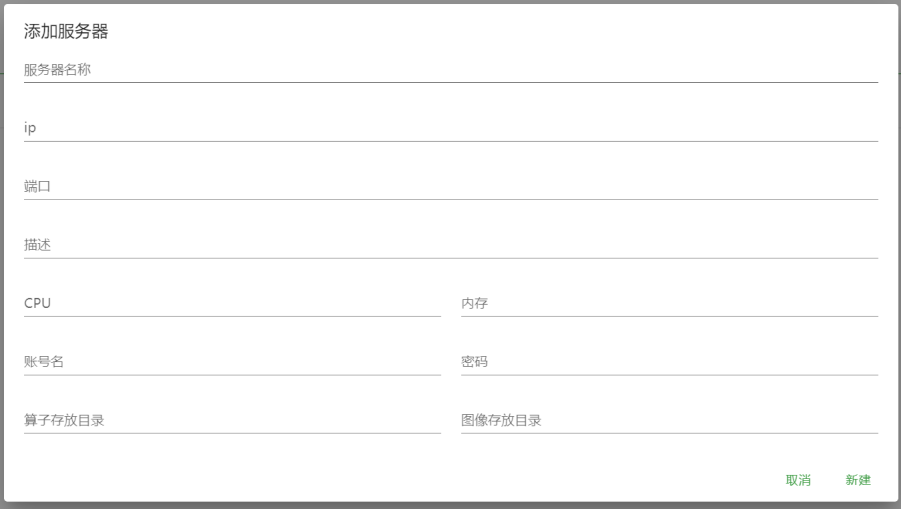 添加服务器
服务器名称
ip
端口
描述
CPU
内存
账号名
密码
算子存放目录
图像存放目录
取消
新建